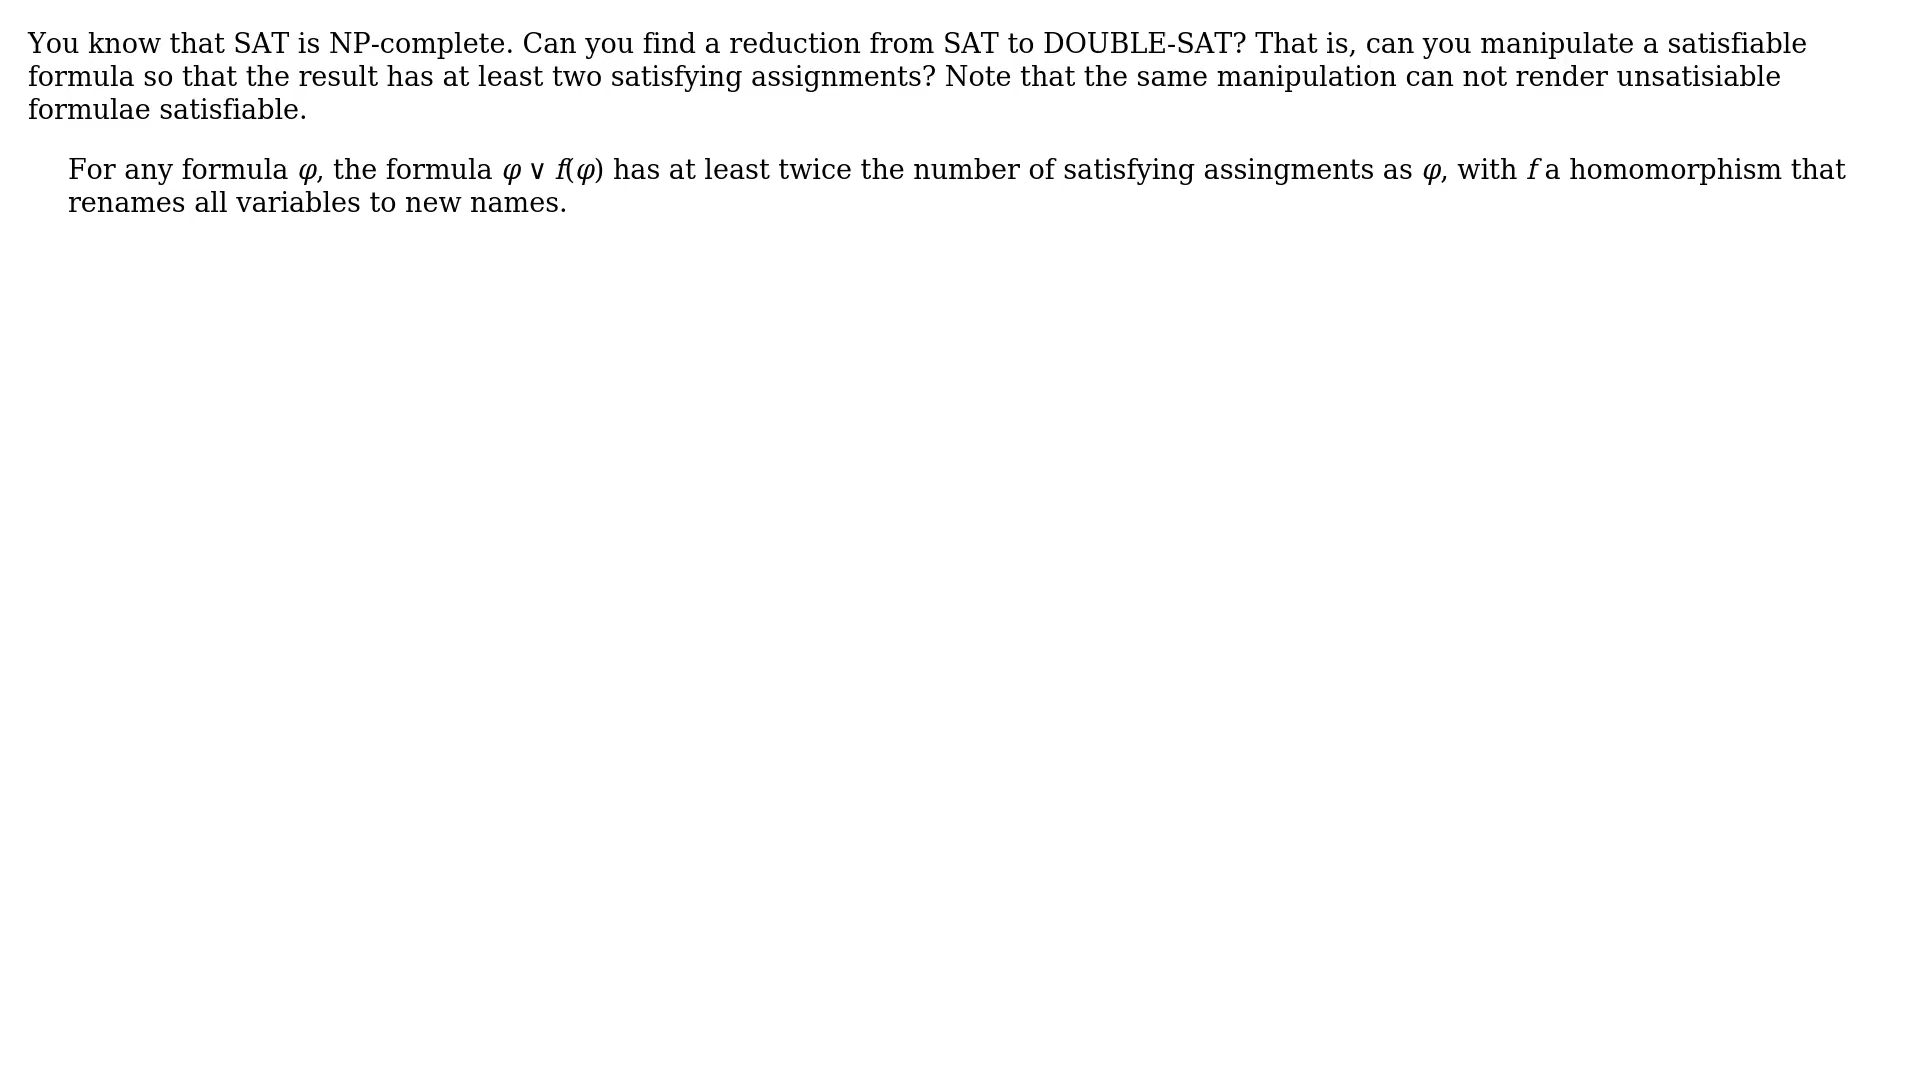 You know that SAT is NP-complete. Can you find a reduction from SAT to DOUBLE-SAT? That is, can you manipulate a satisfiable
formula so that the result has at least two satisfying assignments? Note that the same manipulation can not render unsatisiable
formulae satisfiable.
For any formula φ, the formula φ ∨ f(φ) has at least twice the number of satisfying assingments as φ, with f a homomorphism that
renames all variables to new names.